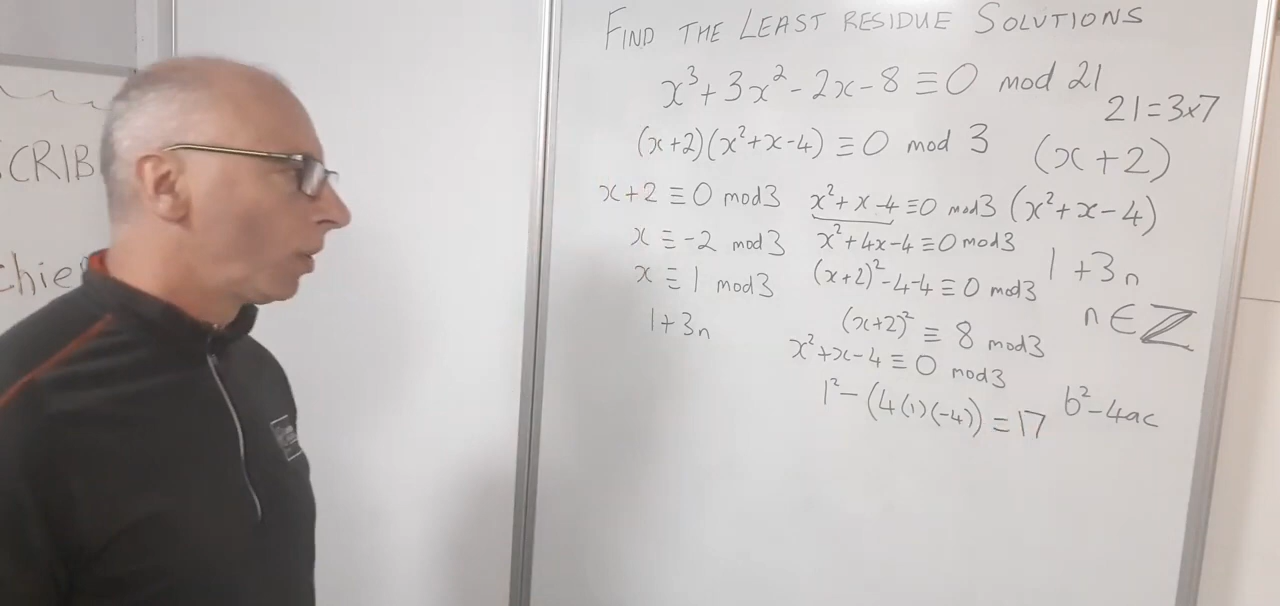 CRIB
chie
FIND THE LEAST RESIDUE SOLUTIONS
x³+3x²-2x-8≡0 mod 21
21=3×7
(x+2)(x²+x-4)≡0 mod 3
(x+2)
x+2≡0 mod3
x²+x-4≡0 mod3
(x²+x-4)
x≡-2 mod3
x²+4x-4≡0 mod3
x≡1 mod3
(x+2)²-4-4≡0 mod3
1+3n
1+3n
(x+2)²≡8 mod3
n∈ℤ
x²+x-4≡0 mod3
1²-(4(1)(-4))=17
b²-4ac